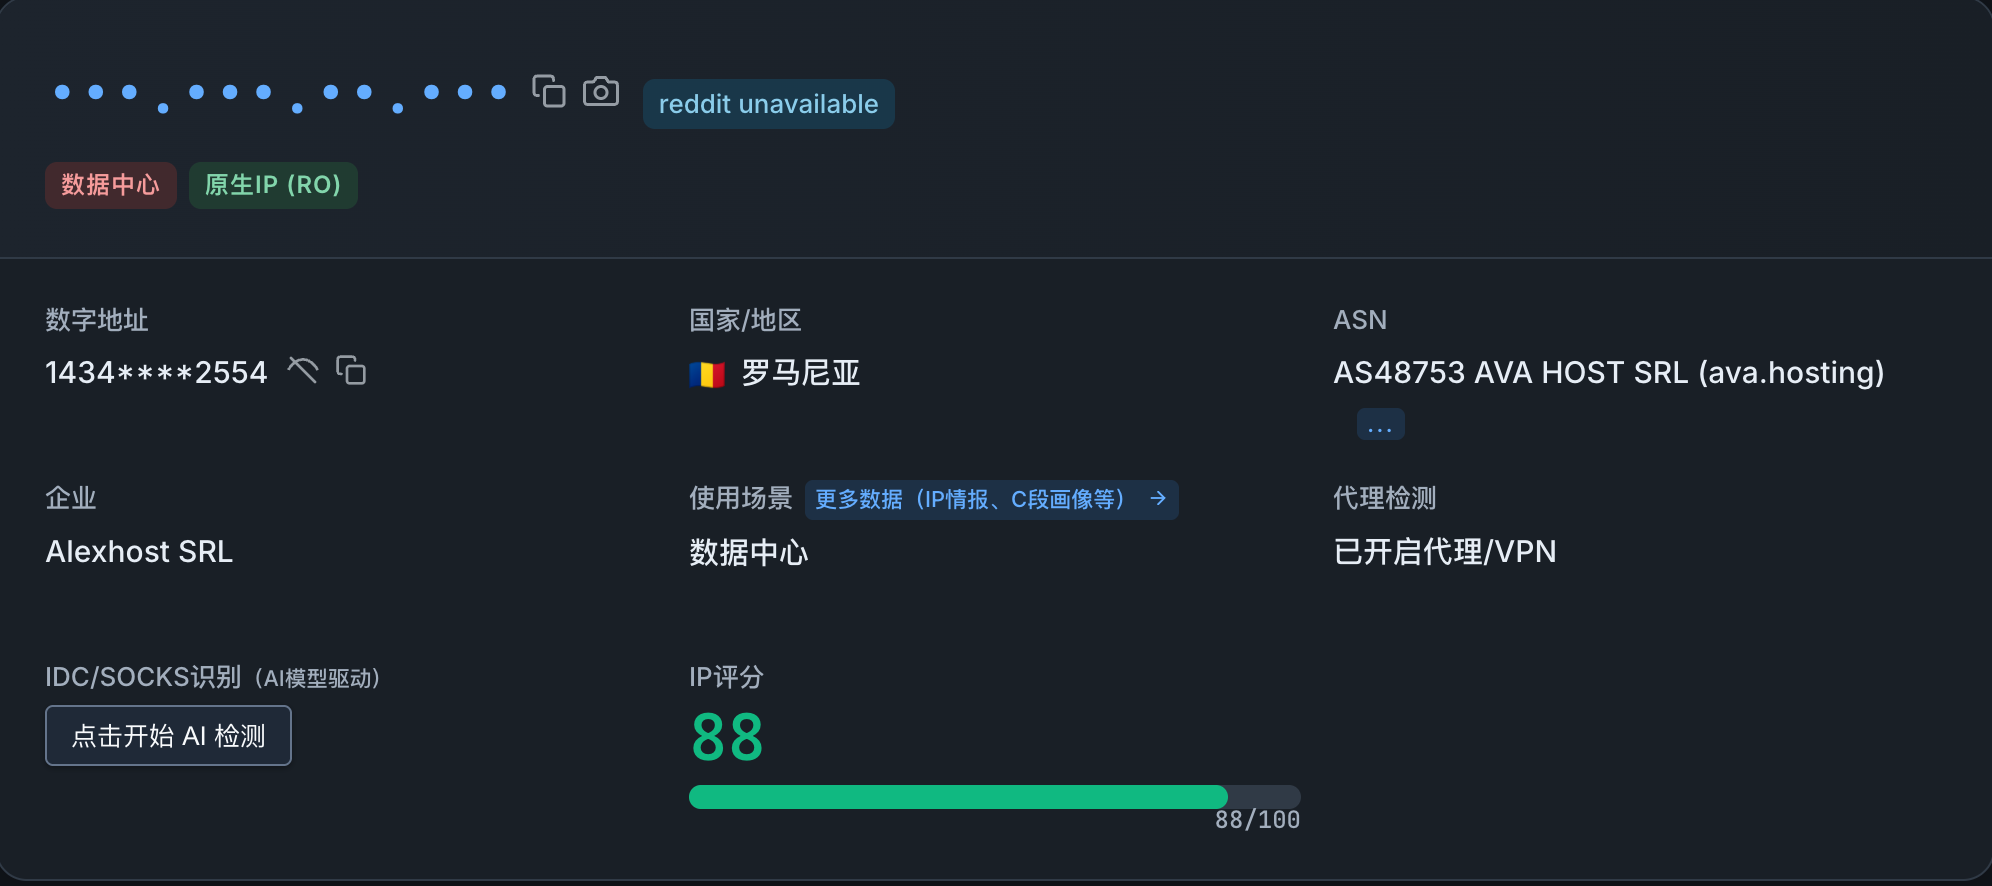 •••.•••.••.•••
reddit unavailable
数据中心
原生IP (RO)
数字地址
1434****2554
国家/地区
🇷🇴 罗马尼亚
ASN
AS48753 AVA HOST SRL (ava.hosting)
...
企业
Alexhost SRL
使用场景 更多数据（IP情报、C段画像等） →
数据中心
代理检测
已开启代理/VPN
IDC/SOCKS识别（AI模型驱动）
点击开始 AI 检测
IP评分
88
88/100